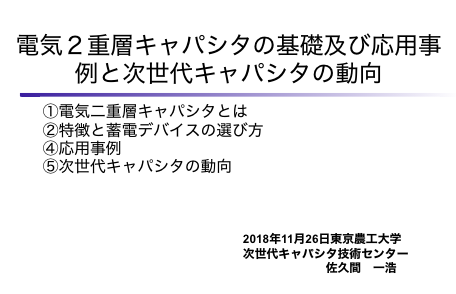 電気２重層キャパシタの基礎及び応用事
例と次世代キャパシタの動向
①電気二重層キャパシタとは
②特徴と蓄電デバイスの選び方
④応用事例
⑤次世代キャパシタの動向
2018年11月26日東京農工大学
次世代キャパシタ技術センター
佐久間　一浩